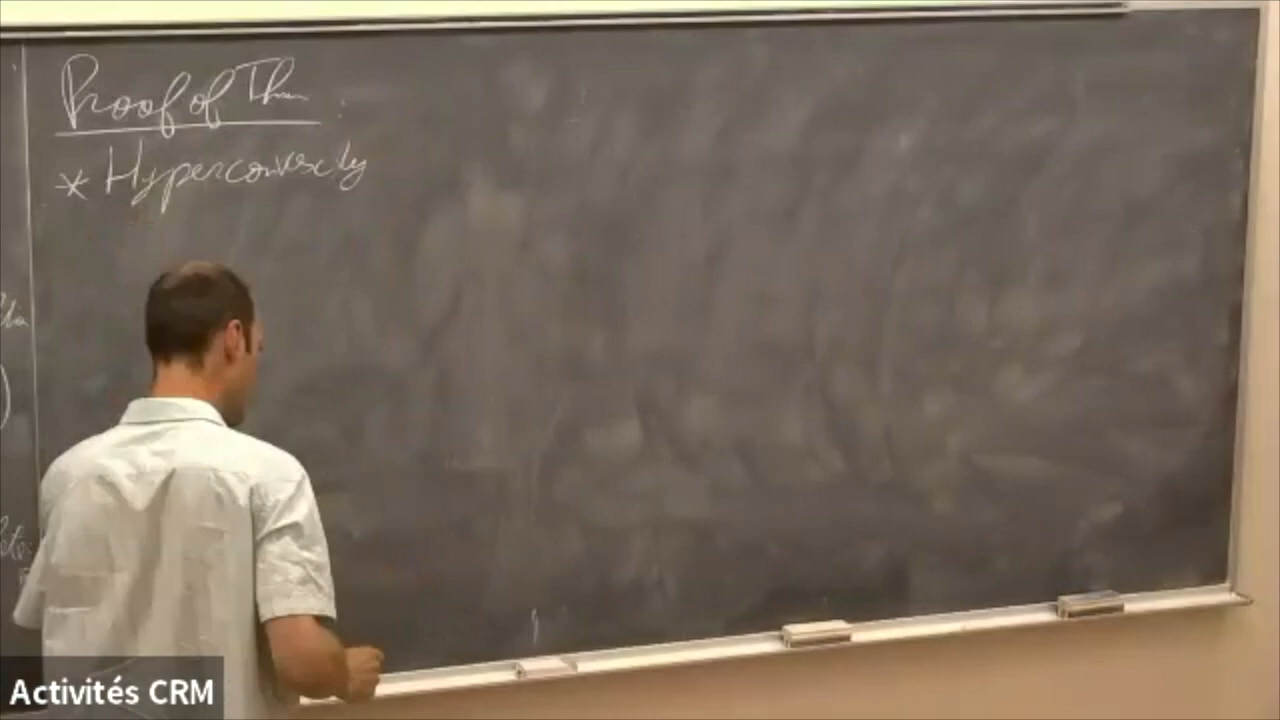 Proof of Thm :
* Hyperconvexity
Activités CRM